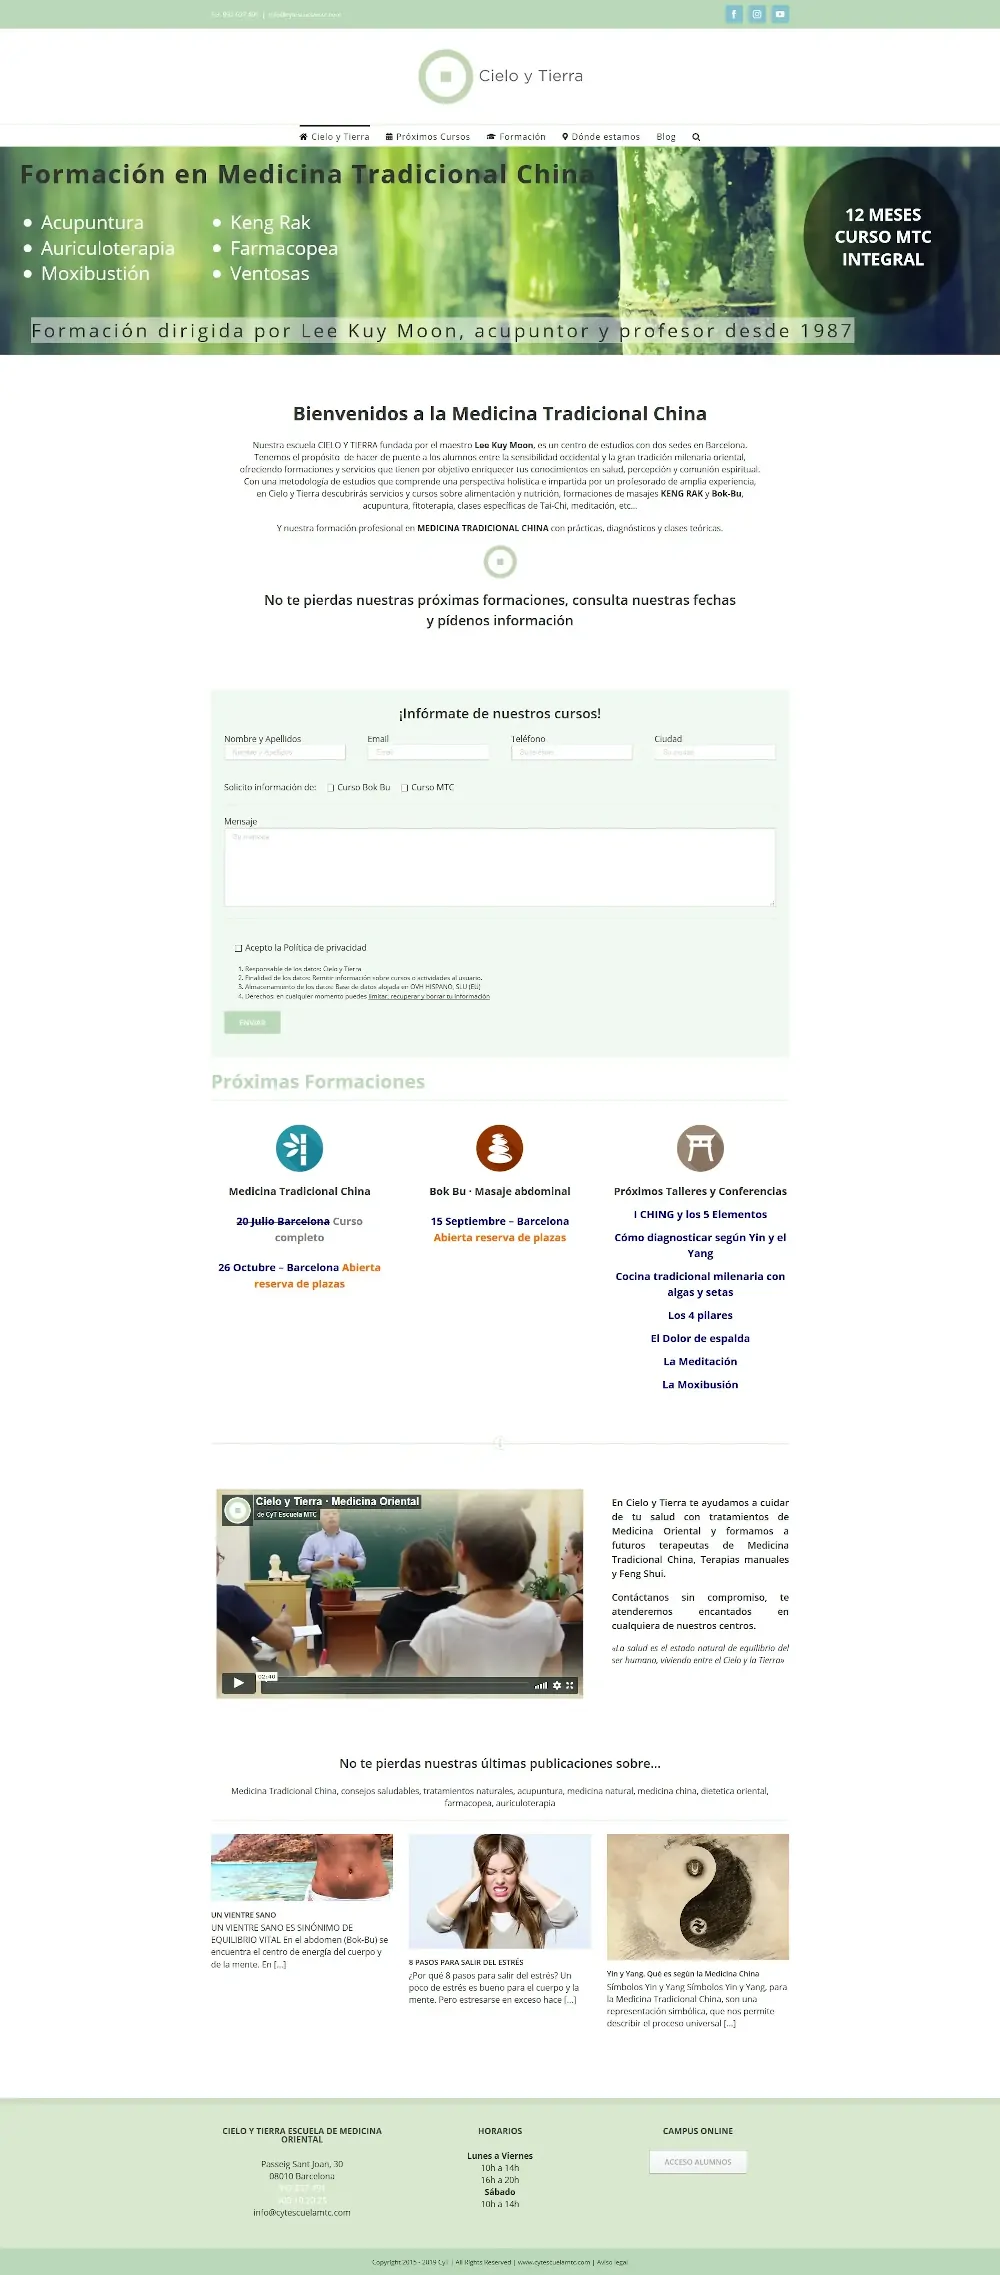 Cielo y Tierra
Cielo y Tierra
Próximos Cursos
Formación
Dónde estamos
Blog
Formación en Medicina Tradicional China
Acupuntura
Auriculoterapia
Moxibustión
Keng Rak
Farmacopea
Ventosas
12 MESES
CURSO MTC
INTEGRAL
Formación dirigida por Lee Kuy Moon, acupuntor y profesor desde 1987
Bienvenidos a la Medicina Tradicional China
Nuestra escuela CIELO Y TIERRA fundada por el maestro Lee Kuy Moon, es un centro de estudios con dos sedes en Barcelona.
Tenemos el propósito de hacer de puente a los alumnos entre la sensibilidad occidental y la gran tradición milenaria oriental,
ofreciendo formaciones y servicios que tienen por objetivo enriquecer tus conocimientos en salud, percepción y comunión espiritual.
Con una metodología de estudios que comprende una perspectiva holística e impartida por un profesorado de amplia experiencia,
en Cielo y Tierra descubrirás servicios y cursos sobre alimentación y nutrición, formaciones de masajes KENG RAK y Bok-Bu,
acupuntura, fitoterapia, clases específicas de Tai-Chi, meditación, etc...
Y nuestra formación profesional en MEDICINA TRADICIONAL CHINA con prácticas, diagnósticos y clases teóricas.
No te pierdas nuestras próximas formaciones, consulta nuestras fechas
y pídenos información
¡Infórmate de nuestros cursos!
Nombre y Apellidos
Email
Teléfono
Ciudad
Nombre y Apellidos
Email
Solicito información de: Curso Bok Bu Curso MTC
Mensaje
Acepto la Política de privacidad
1. Responsable de los datos: Cielo y Tierra
2. Finalidad de los datos: Remitir información sobre cursos o actividades al usuario.
3. Almacenamiento de los datos: Base de datos alojada en OVH HISPANO, SLU (EU)
4. Derechos: en cualquier momento puedes limitar, recuperar y borrar tu información
ENVIAR
Próximas Formaciones
Medicina Tradicional China
20 Julio Barcelona Curso
completo
26 Octubre – Barcelona Abierta
reserva de plazas
Bok Bu · Masaje abdominal
15 Septiembre – Barcelona
Abierta reserva de plazas
Próximos Talleres y Conferencias
I CHING y los 5 Elementos
Cómo diagnosticar según Yin y el
Yang
Cocina tradicional milenaria con
algas y setas
Los 4 pilares
El Dolor de espalda
La Meditación
La Moxibusión
Cielo y Tierra · Medicina Oriental
de CyT Escuela MTC
02:40
En Cielo y Tierra te ayudamos a cuidar
de tu salud con tratamientos de
Medicina Oriental y formamos a
futuros terapeutas de Medicina
Tradicional China, Terapias manuales
y Feng Shui.
Contáctanos sin compromiso, te
atenderemos encantados en
cualquiera de nuestros centros.
«La salud es el estado natural de equilibrio del
ser humano, viviendo entre el Cielo y la Tierra»
No te pierdas nuestras últimas publicaciones sobre...
Medicina Tradicional China, consejos saludables, tratamientos naturales, acupuntura, medicina natural, medicina china, dietetica oriental,
farmacopea, auriculoterapia
UN VIENTRE SANO
UN VIENTRE SANO ES SINÓNIMO DE
EQUILIBRIO VITAL En el abdomen (Bok-Bu) se
encuentra el centro de energía del cuerpo y
de la mente. En [...]
8 PASOS PARA SALIR DEL ESTRÉS
¿Por qué 8 pasos para salir del estrés? Un
poco de estrés es bueno para el cuerpo y la
mente. Pero estresarse en exceso hace [...]
Yin y Yang. Qué es según la Medicina China
Símbolos Yin y Yang Símbolos Yin y Yang, para
la Medicina Tradicional China, son una
representación simbólica, que nos permite
describir el proceso universal [...]
CIELO Y TIERRA ESCUELA DE MEDICINA
ORIENTAL
Passeig Sant Joan, 30
08010 Barcelona
info@cytescuelamtc.com
HORARIOS
Lunes a Viernes
10h a 14h
16h a 20h
Sábado
10h a 14h
CAMPUS ONLINE
ACCESO ALUMNOS
Copyright 2015 - 2019 CyT | All Rights Reserved | www.cytescuelamtc.com | Aviso legal